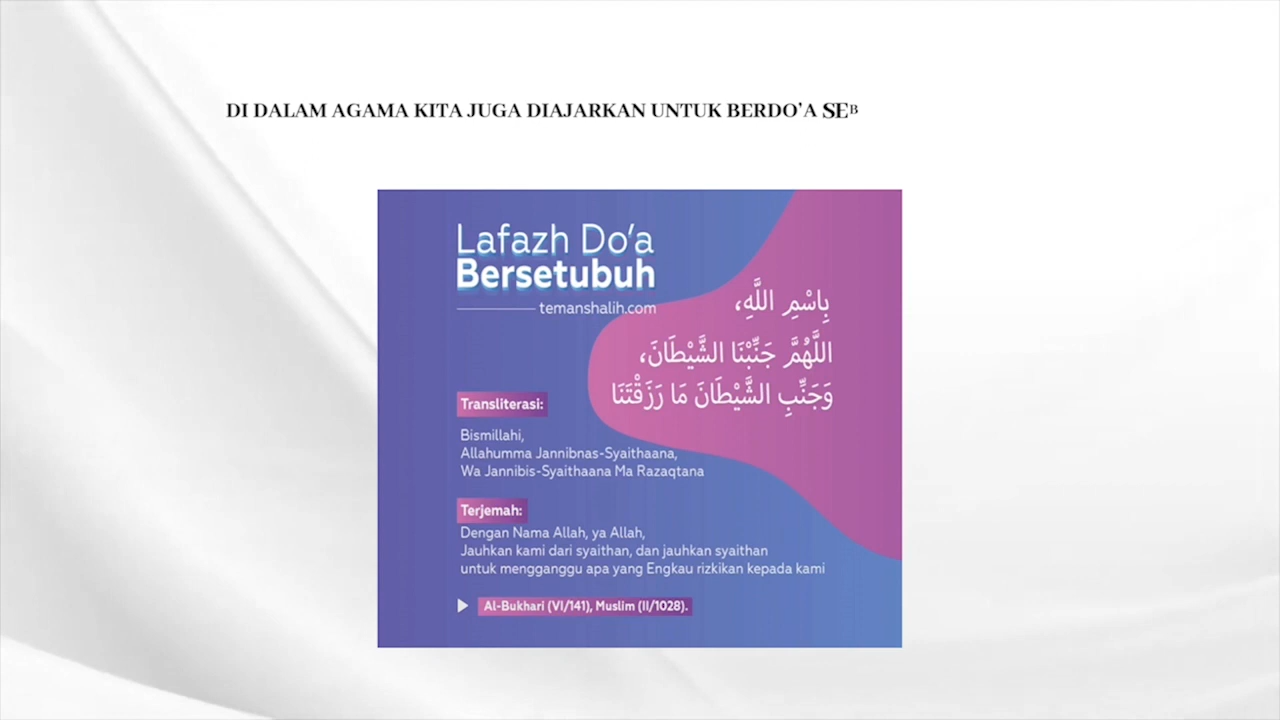 DI DALAM AGAMA KITA JUGA DIAJARKAN UNTUK BERDO'A SEB
Lafazh Do'a
Bersetubuh
temanshalih.com
بِاسْمِ اللَّهِ،
اللَّهُمَّ جَنِّبْنَا الشَّيْطَانَ،
وَجَنِّبِ الشَّيْطَانَ مَا رَزَقْتَنَا
Transliterasi:
Bismillahi,
Allahumma Jannibnas-Syaithaana,
Wa Jannibis-Syaithaana Ma Razaqtana
Terjemah:
Dengan Nama Allah, ya Allah,
Jauhkan kami dari syaithan, dan jauhkan syaithan
untuk mengganggu apa yang Engkau rizkikan kepada kami
Al-Bukhari (VI/141), Muslim (II/1028).